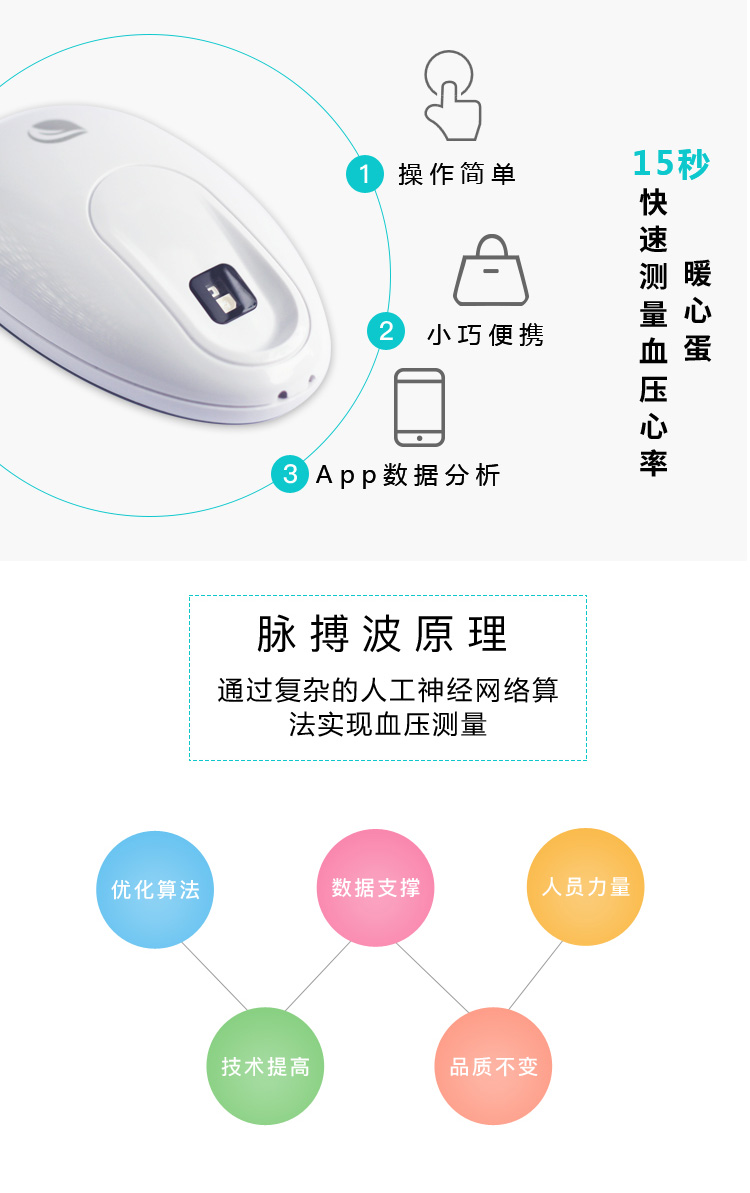 1 操作简单
2 小巧便携
3 App数据分析
暖心蛋
15秒快速测量血压心率
脉搏波原理
通过复杂的人工神经网络算
法实现血压测量
优化算法
数据支撑
人员力量
技术提高
品质不变